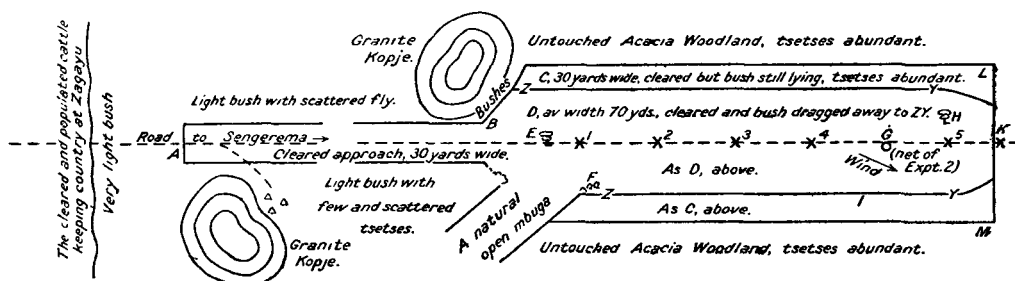 The cleared and populated cattle
keeping country at Zagayu
Very light bush
Granite
Kopje.
Untouched Acacia Woodland, tsetses abundant.
L
C, 30 yards wide, cleared but bush still lying, tsetses abundant.
Bushes
Z
Y
Light bush with scattered fly.
D, av width 70 yds., cleared and bush dragged away to ZY.
H
B
E
Road to Sengerema →
A
1
2
3
4
G
5
K
(net of
Expt. 2)
Wind
Cleared approach, 30 yards wide.
As D, above.
Light bush with
few and scattered
tsetses.
F
Z
I
Y
A natural
open mbuga
As C, above.
M
Granite
Kopje.
Untouched Acacia Woodland, tsetses abundant.